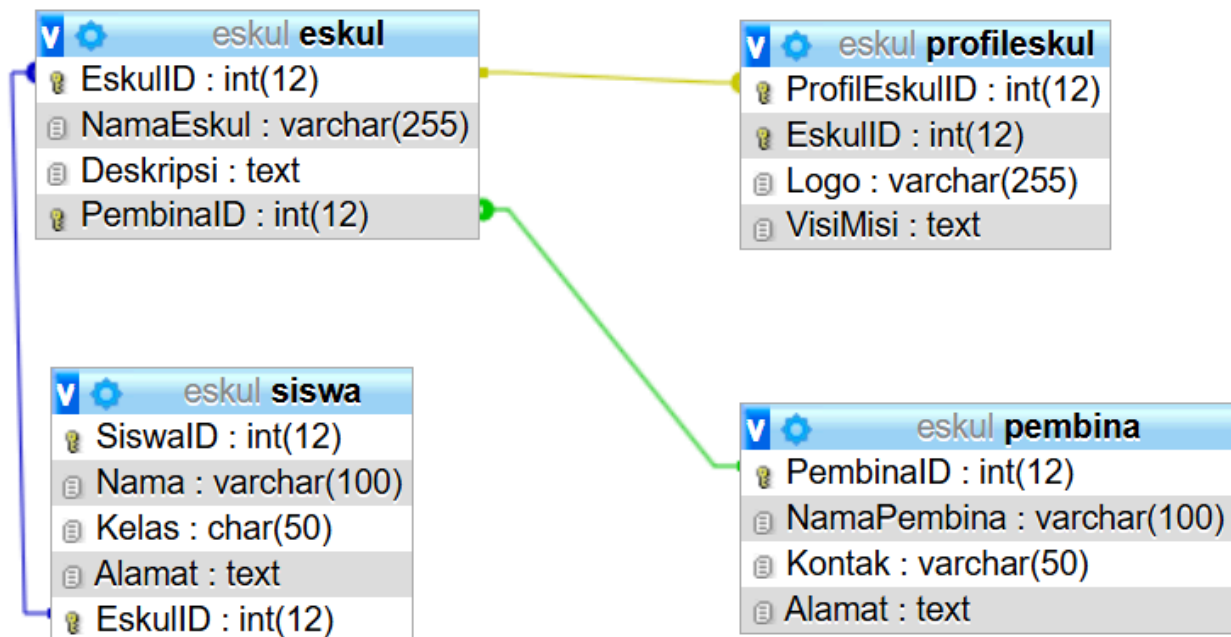 v eskul eskul
EskulID : int(12)
NamaEskul : varchar(255)
Deskripsi : text
PembinaID : int(12)
v eskul profileskul
ProfilEskulID : int(12)
EskulID : int(12)
Logo : varchar(255)
VisiMisi : text
v eskul siswa
SiswaID : int(12)
Nama : varchar(100)
Kelas : char(50)
Alamat : text
EskulID : int(12)
v eskul pembina
PembinaID : int(12)
NamaPembina : varchar(100)
Kontak : varchar(50)
Alamat : text